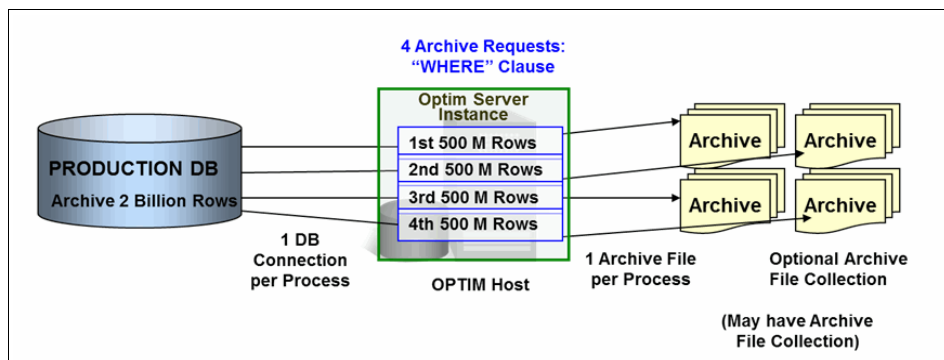 4 Archive Requests:
“WHERE” Clause
Optim Server
Instance
PRODUCTION DB
Archive 2 Billion Rows
1st 500 M Rows
2nd 500 M Rows
3rd 500 M Rows
4th 500 M Rows
Archive
Archive
Archive
Archive
1 DB
Connection
per Process
OPTIM Host
1 Archive File
per Process
Optional Archive
File Collection
(May have Archive
File Collection)